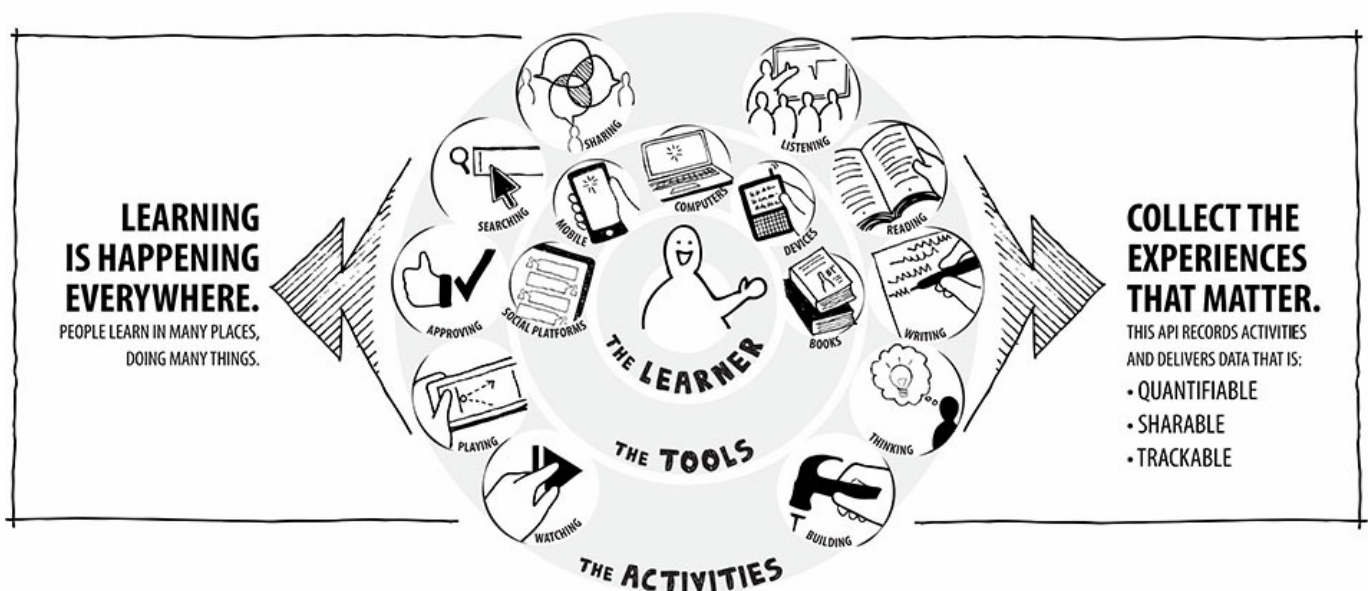 LEARNING
IS HAPPENING
EVERYWHERE.
PEOPLE LEARN IN MANY PLACES,
DOING MANY THINGS.
SHARING
SEARCHING
APPROVING
PLAYING
WATCHING
LISTENING
READING
WRITING
THINKING
BUILDING
MOBILE
COMPUTERS
DEVICES
SOCIAL PLATFORMS
BOOKS
THE LEARNER
THE TOOLS
THE ACTIVITIES
COLLECT THE
EXPERIENCES
THAT MATTER.
THIS API RECORDS ACTIVITIES
AND DELIVERS DATA THAT IS:
• QUANTIFIABLE
• SHARABLE
• TRACKABLE